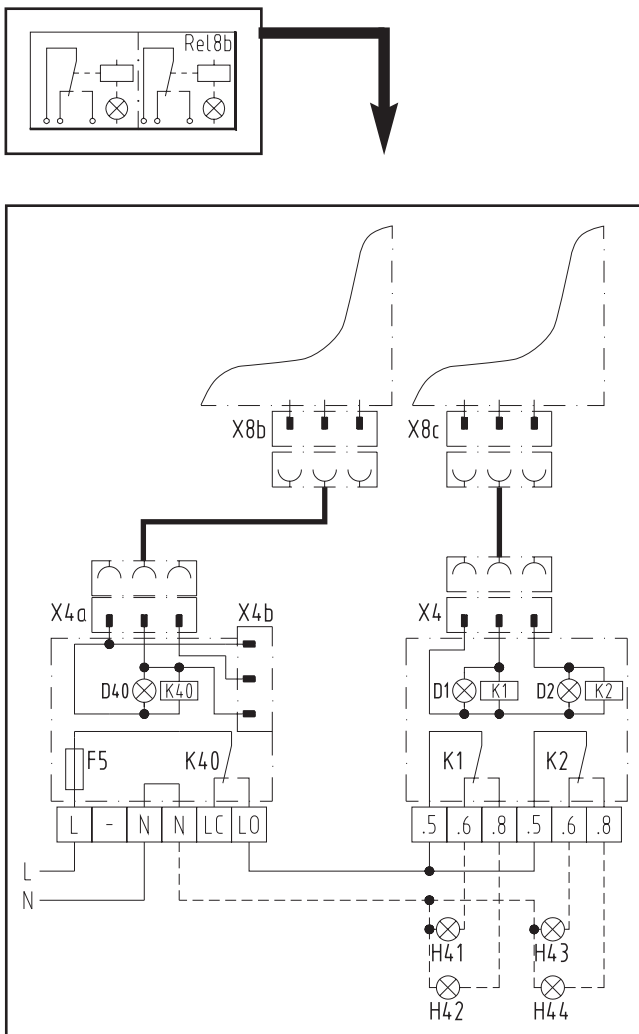 Rel8b
X8b
X8c
X4a
X4b
X4
D40
K40
D1
K1
D2
K2
F5
K40
K1
K2
L - N N LC LO
.5 .6 .8 .5 .6 .8
L
N
H41
H43
H42
H44